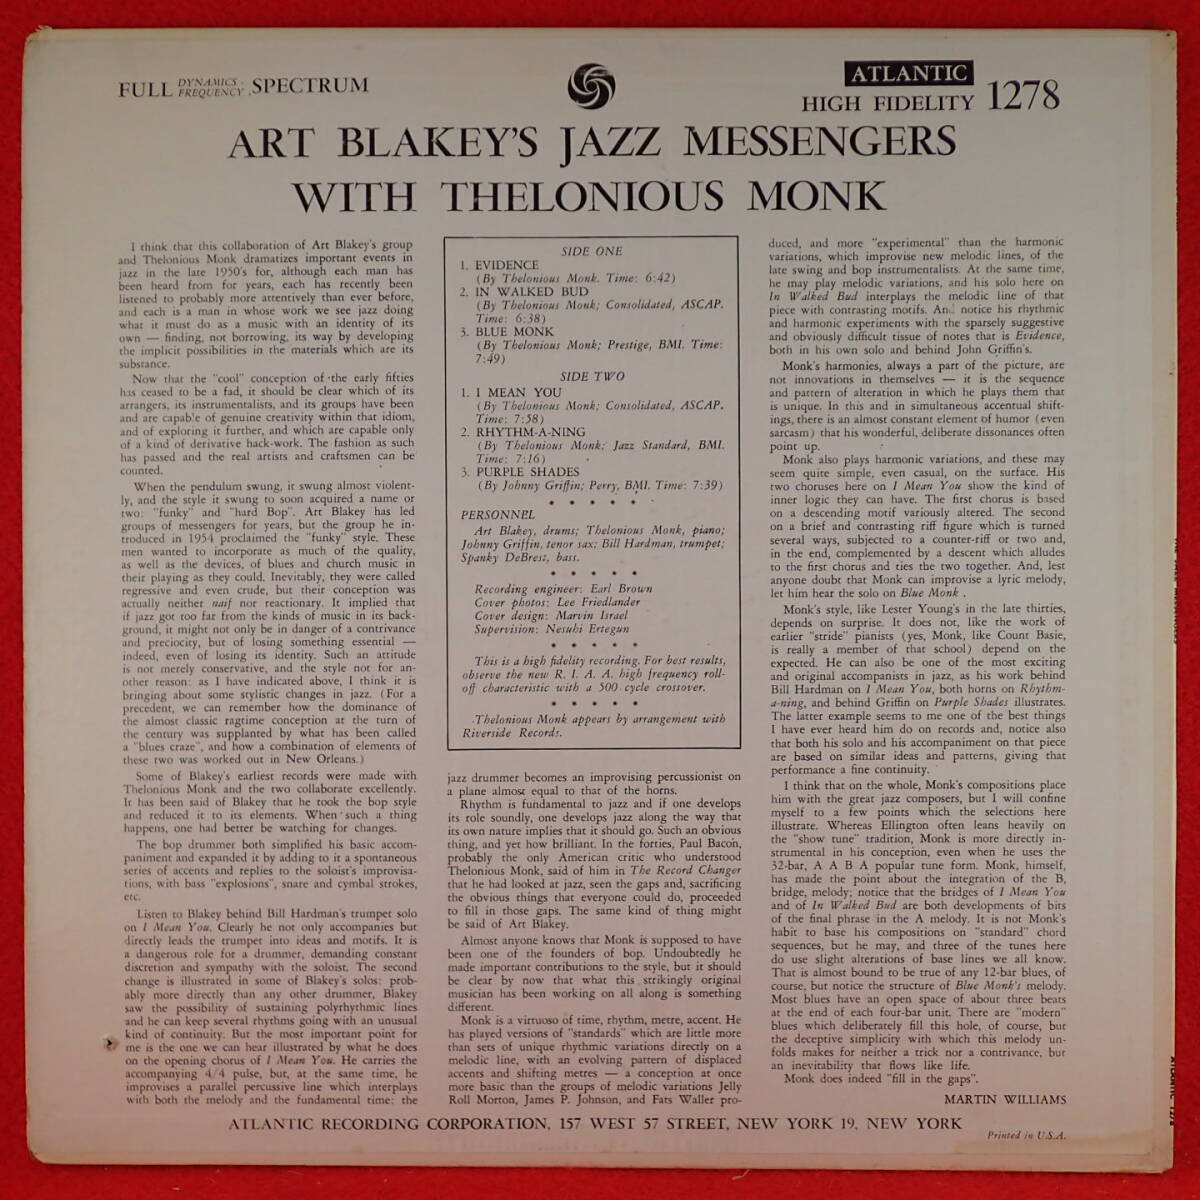 FULL DYNAMICS · FREQUENCY . SPECTRUM
ATLANTIC
HIGH FIDELITY 1278
ART BLAKEY'S JAZZ MESSENGERS
WITH THELONIOUS MONK
I think that this collaboration of Art Blakey's group
and Thelonious Monk dramatizes important events in
jazz in the late 1950's for, although each man has
been heard from for years, each has recently been
listened to probably more attentively than ever before,
and each is a man in whose work we see jazz doing
what it must do as a music with an identity of its
own — finding, not borrowing, its way by developing
the implicit possibilities in the materials which are its
substance.
Now that the "cool" conception of the early fifties
has ceased to be a fad, it should be clear which of its
arrangers, its instrumentalists, and its groups have been
and are capable of genuine creativity within that idiom,
and of exploring it further, and which are capable only
of a kind of derivative hack-work. The fashion as such
has passed and the real artists and craftsmen can be
counted.
When the pendulum swung, it swung almost violent-
ly, and the style it swung to soon acquired a name or
two: "funky" and "hard Bop". Art Blakey has led
groups of messengers for years, but the group he in-
troduced in 1954 proclaimed the "funky" style. These
men wanted to incorporate as much of the quality,
as well as the devices, of blues and church music in
their playing as they could. Inevitably, they were called
regressive and even crude, but their conception was
actually neither naif nor reactionary. It implied that
if jazz got too far from the kinds of music in its back-
ground, it might not only be in danger of a contrivance
and preciocity, but of losing something essential —
indeed, even of losing its identity. Such an attitude
is not merely conservative, and the style not for an-
other reason: as I have indicated above, I think it is
bringing about some stylistic changes in jazz. (For a
precedent, we can remember how the dominance of
the almost classic ragtime conception at the turn of
the century was supplanted by what has been called
a "blues craze", and how a combination of elements of
these two was worked out in New Orleans.)
Some of Blakey's earliest records were made with
Thelonious Monk and the two collaborate excellently.
It has been said of Blakey that he took the bop style
and reduced it to its elements. When such a thing
happens, one had better be watching for changes.
The bop drummer both simplified his basic accom-
paniment and expanded it by adding to it a spontaneous
series of accents and replies to the soloist's improvisa-
tions, with bass "explosions", snare and cymbal strokes,
etc.
Listen to Blakey behind Bill Hardman's trumpet solo
on I Mean You. Clearly he not only accompanies but
directly leads the trumpet into ideas and motifs. It is
a dangerous role for a drummer, demanding constant
discretion and sympathy with the soloist. The second
change is illustrated in some of Blakey's solos: prob-
ably more directly than any other drummer, Blakey
saw the possibility of sustaining polyrhythmic lines
and he can keep several rhythms going with an unusual
kind of continuity. But the most important point for
me is the one we can hear illustrated by what he does
on the opening chorus of I Mean You. He carries the
accompanying 4/4 pulse, but, at the same time, he
improvises a parallel percussive line which interplays
with both the melody and the fundamental time: the
SIDE ONE
1. EVIDENCE
(By Thelonious Monk. Time: 6:42)
2. IN WALKED BUD
(By Thelonious Monk; Consolidated, ASCAP.
Time: 6:38)
3. BLUE MONK
(By Thelonious Monk; Prestige, BMI. Time:
7:49)
SIDE TWO
1. I MEAN YOU
(By Thelonious Monk; Consolidated, ASCAP.
Time: 7:58)
2. RHYTHM-A-NING
(By Thelonious Monk; Jazz Standard, BMI.
Time: 7:16)
3. PURPLE SHADES
(By Johnny Griffin; Perry, BMI. Time: 7:39)
* * * * *
PERSONNEL
Art Blakey, drums; Thelonious Monk, piano;
Johnny Griffin, tenor sax; Bill Hardman, trumpet;
Spanky DeBrest, bass.
* * * * *
Recording engineer: Earl Brown
Cover photos: Lee Friedlander
Cover design: Marvin Israel
Supervision: Nesuhi Ertegun
* * * * *
This is a high fidelity recording. For best results,
observe the new R. I. A. A. high frequency roll-
off characteristic with a 500 cycle crossover.
* * * * *
Thelonious Monk appears by arrangement with
Riverside Records.
jazz drummer becomes an improvising percussionist on
a plane almost equal to that of the horns.
Rhythm is fundamental to jazz and if one develops
its role soundly, one develops jazz along the way that
its own nature implies that it should go. Such an obvious
thing, and yet how brilliant. In the forties, Paul Bacon,
probably the only American critic who understood
Thelonious Monk, said of him in The Record Changer
that he had looked at jazz, seen the gaps and, sacrificing
the obvious things that everyone could do, proceeded
to fill in those gaps. The same kind of thing might
be said of Art Blakey.
Almost anyone knows that Monk is supposed to have
been one of the founders of bop. Undoubtedly he
made important contributions to the style, but it should
be clear by now that what this strikingly original
musician has been working on all along is something
different.
Monk is a virtuoso of time, rhythm, metre, accent. He
has played versions of "standards" which are little more
than sets of unique rhythmic variations directly on a
melodic line, with an evolving pattern of displaced
accents and shifting metres — a conception at once
more basic than the groups of melodic variations Jelly
Roll Morton, James P. Johnson, and Fats Waller pro-
duced, and more "experimental" than the harmonic
variations, which improvise new melodic lines, of the
late swing and bop instrumentalists. At the same time,
he may play melodic variations, and his solo here on
In Walked Bud interplays the melodic line of that
piece with contrasting motifs. And notice his rhythmic
and harmonic experiments with the sparsely suggestive
and obviously difficult tissue of notes that is Evidence,
both in his own solo and behind John Griffin's.
Monk's harmonies, always a part of the picture, are
not innovations in themselves — it is the sequence
and pattern of alteration in which he plays them that
is unique. In this and in simultaneous accentual shift-
ings, there is an almost constant element of humor (even
sarcasm) that his wonderful, deliberate dissonances often
point up.
Monk also plays harmonic variations, and these may
seem quite simple, even casual, on the surface. His
two choruses here on I Mean You show the kind of
inner logic they can have. The first chorus is based
on a descending motif variously altered. The second
on a brief and contrasting riff figure which is turned
several ways, subjected to a counter-riff or two and,
in the end, complemented by a descent which alludes
to the first chorus and ties the two together. And, lest
anyone doubt that Monk can improvise a lyric melody,
let him hear the solo on Blue Monk .
Monk's style, like Lester Young's in the late thirties,
depends on surprise. It does not, like the work of
earlier "stride" pianists (yes, Monk, like Count Basie,
is really a member of that school) depend on the
expected. He can also be one of the most exciting
and original accompanists in jazz, as his work behind
Bill Hardman on I Mean You, both horns on Rhythm-
a-ning, and behind Griffin on Purple Shades illustrates.
The latter example seems to me one of the best things
I have ever heard him do on records and, notice also
that both his solo and his accompaniment on that piece
are based on similar ideas and patterns, giving that
performance a fine continuity.
I think that on the whole, Monk's compositions place
him with the great jazz composers, but I will confine
myself to a few points which the selections here
illustrate. Whereas Ellington often leans heavily on
the "show tune" tradition, Monk is more directly in-
strumental in his conception, even when he uses the
32-bar, A A B A popular tune form. Monk, himself,
has made the point about the integration of the B,
bridge, melody; notice that the bridges of I Mean You
and of In Walked Bud are both developments of bits
of the final phrase in the A melody. It is not Monk's
habit to base his compositions on "standard" chord
sequences, but he may, and three of the tunes here
do use slight alterations of base lines we all know.
That is almost bound to be true of any 12-bar blues, of
course, but notice the structure of Blue Monk's melody.
Most blues have an open space of about three beats
at the end of each four-bar unit. There are "modern"
blues which deliberately fill this hole, of course, but
the deceptive simplicity with which this melody un-
folds makes for neither a trick nor a contrivance, but
an inevitability that flows like life.
Monk does indeed "fill in the gaps".
MARTIN WILLIAMS
ATLANTIC RECORDING CORPORATION, 157 WEST 57 STREET, NEW YORK 19, NEW YORK
Printed in U.S.A.